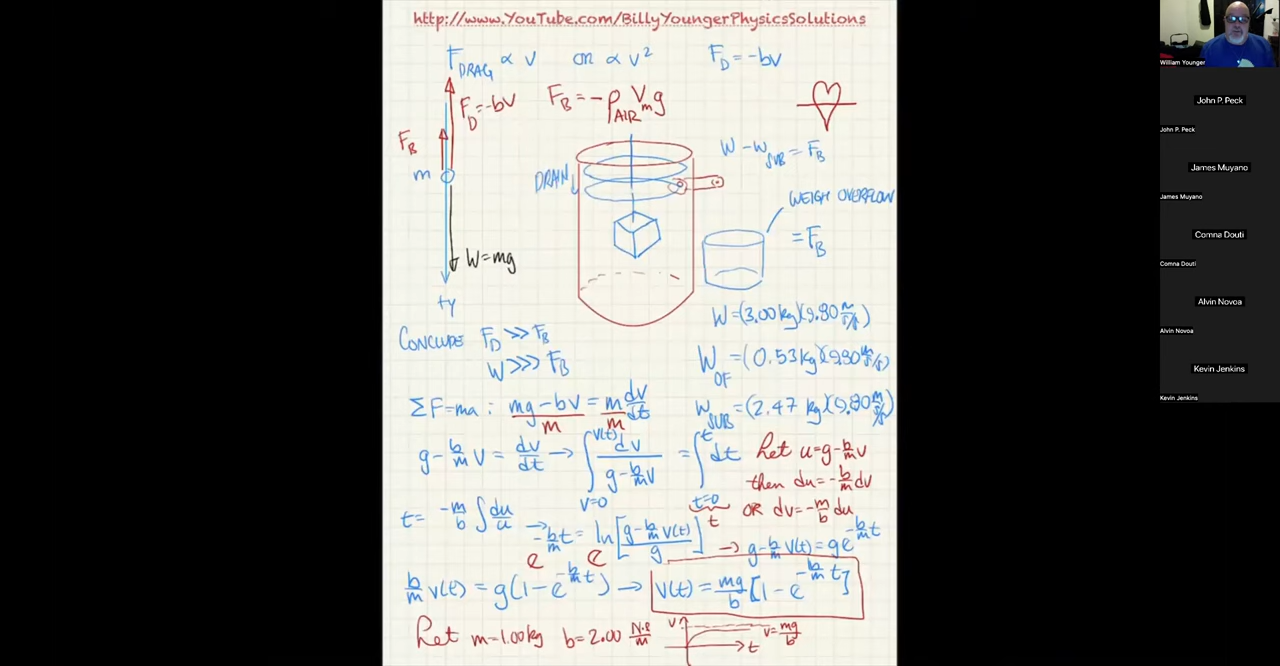 http://www.YouTube.com/BillyYoungerPhysicsSolutions
F_DRAG ∝ V OR ∝ V² F_D = -bV
F_D = -bV F_B = -ρ_AIR V_m g
F_B
m
W - W_SUB = F_B
DRAIN
WEIGH OVERFLOW
= F_B
W = mg
+y
W = (3.00 kg)(9.80 m/s/s)
CONCLUDE F_D >> F_B
W >>> F_B
W_OF = (0.53 kg)(9.80 m/s/s)
W_SUB = (2.47 kg)(9.80 m/s/s)
ΣF = ma : mg - bV / m = m/m dV/dt
g - b/m V = dV/dt → ∫_{V=0}^{V(t)} dV / (g - b/m V) = ∫_{t=0}^{t} dt Let u = g - b/m V
then du = -b/m dV
OR dV = -m/b du
t
t = -m/b ∫ du/u → e^{-b/m t} = e^{ln[(g - b/m V(t))/g]} → g - b/m V(t) = g e^{-b/m t}
b/m V(t) = g(1 - e^{-b/m t}) → V(t) = mg/b [1 - e^{-b/m t}]
Let m = 1.00 kg b = 2.00 N·s/m V t V = mg/b
William Younger
John P. Peck
John P. Peck
James Muyano
James Muyano
Comna Douti
Comna Douti
Alvin Novoa
Alvin Novoa
Kevin Jenkins
Kevin Jenkins